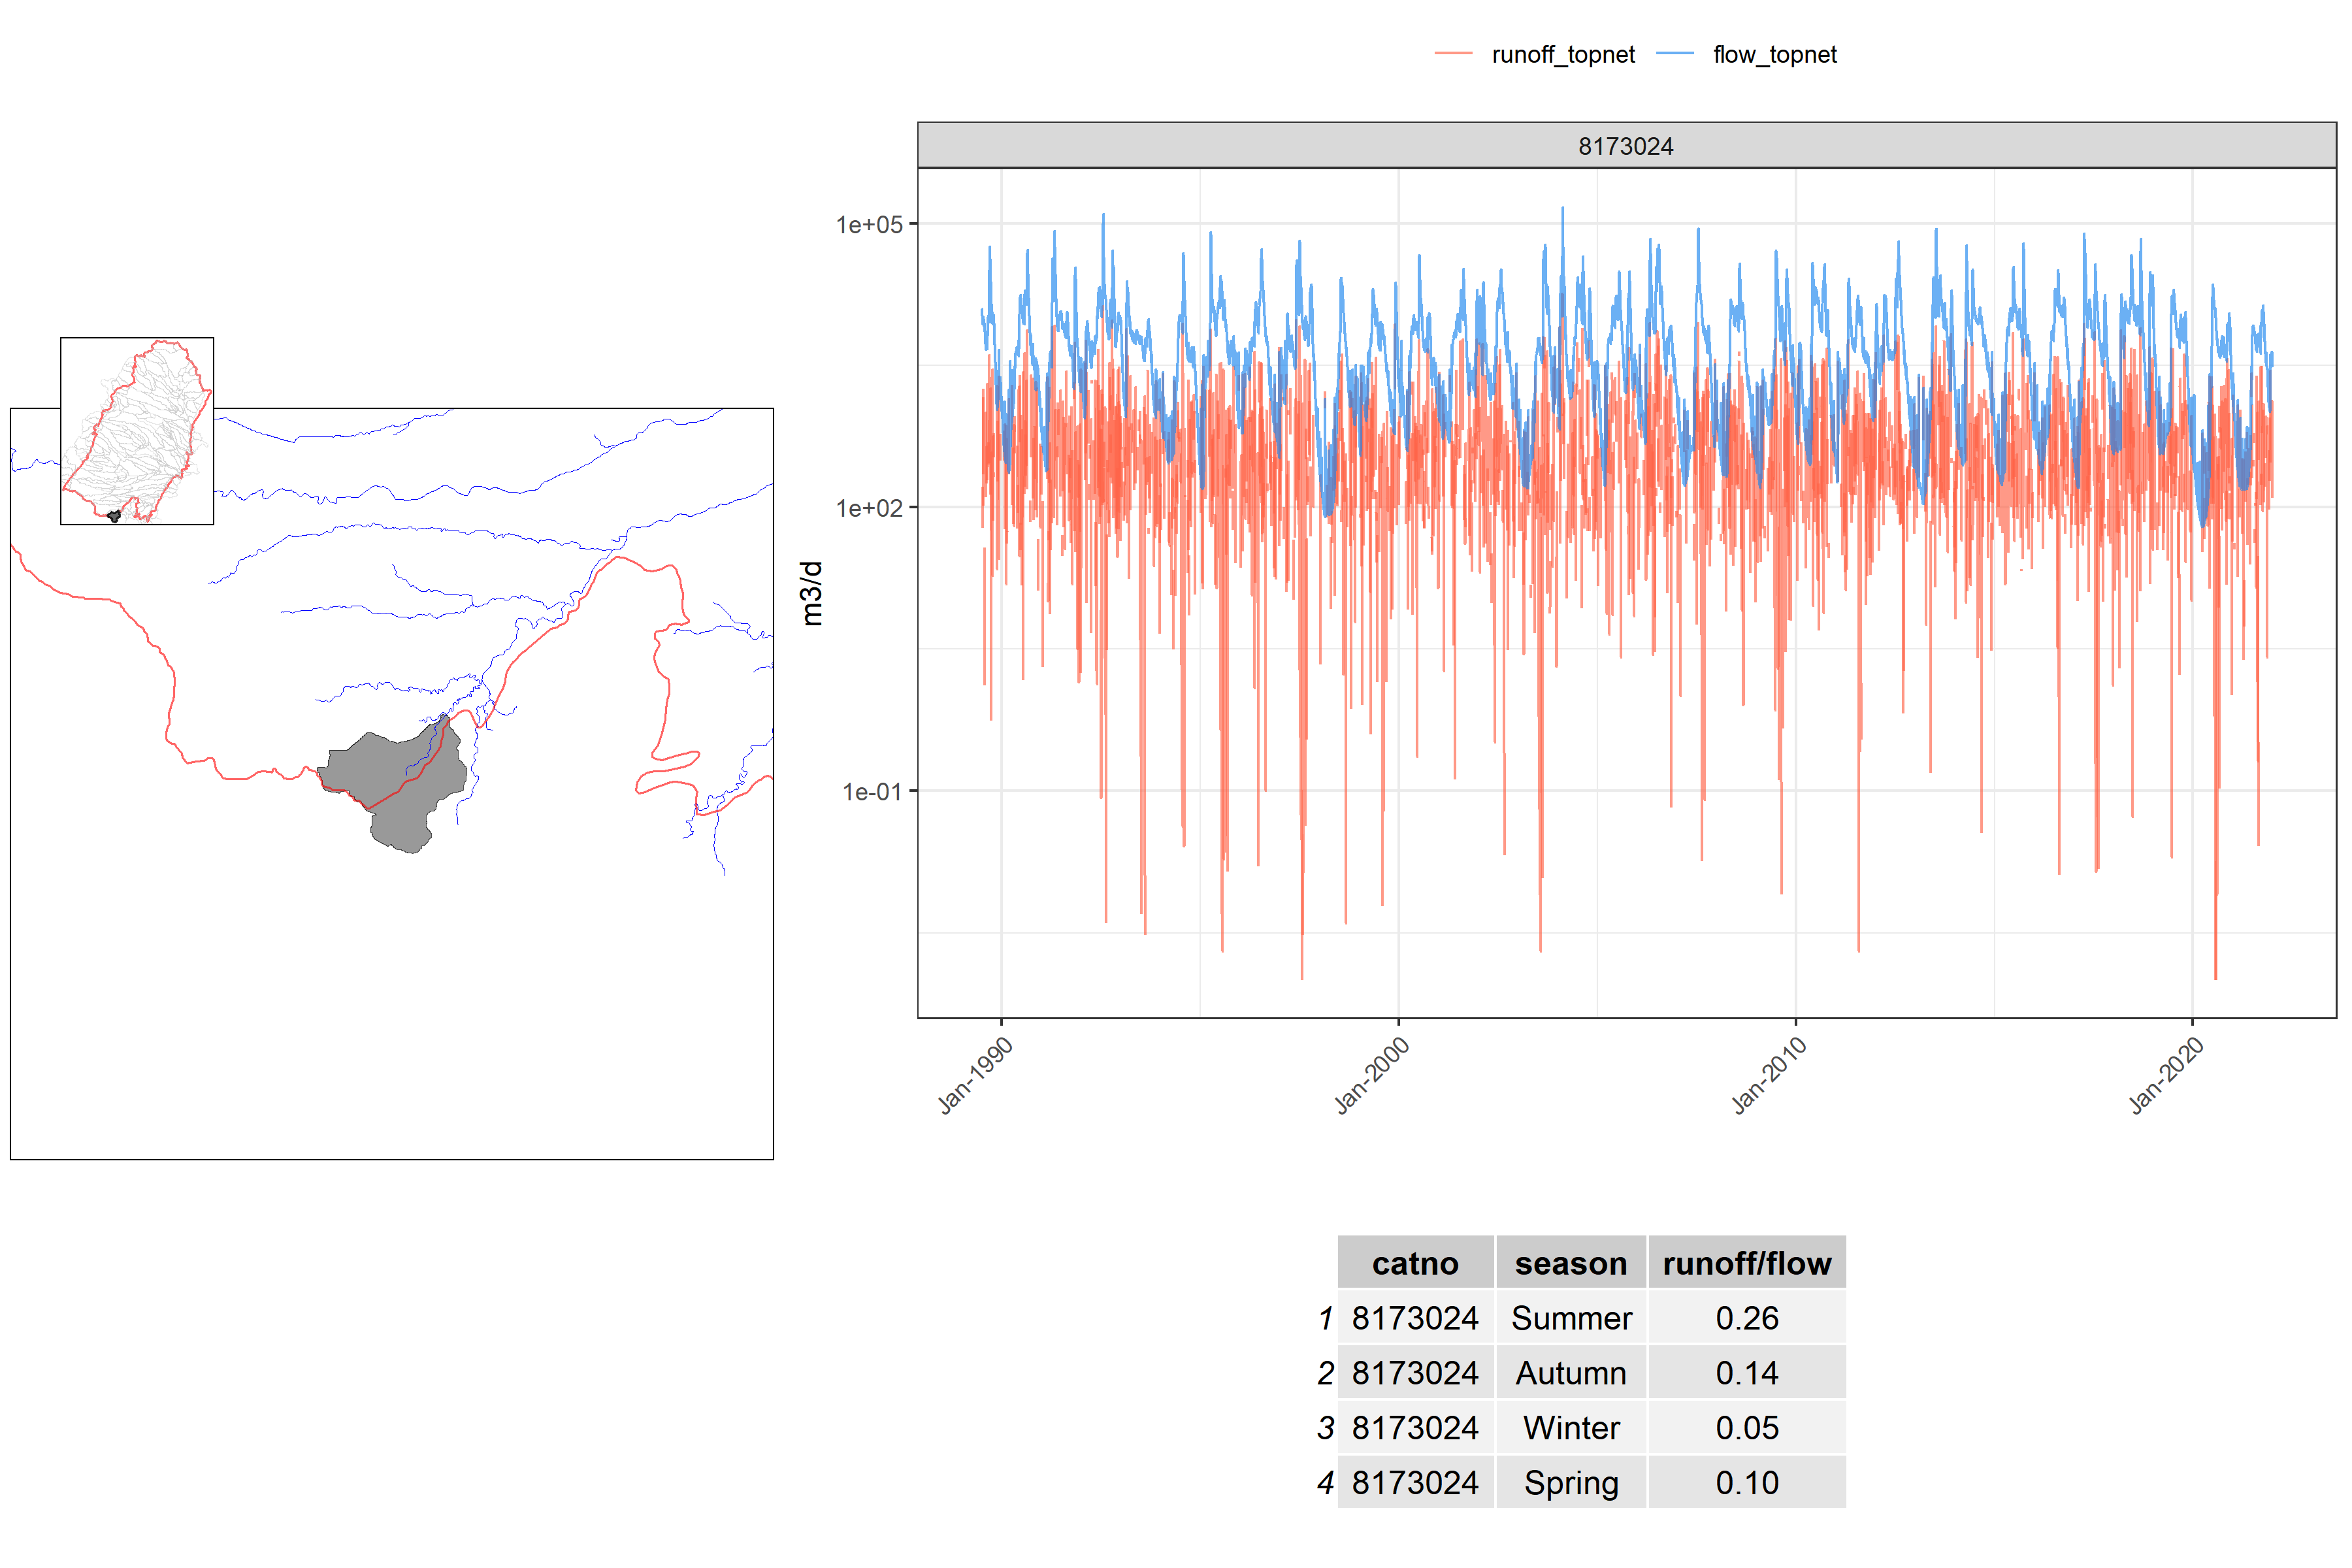 runoff_topnet flow_topnet
8173024
1e+05
1e+02
1e-01
m3/d
Jan-1990 Jan-2000 Jan-2010 Jan-2020
catno season runoff/flow
1 8173024 Summer 0.26
2 8173024 Autumn 0.14
3 8173024 Winter 0.05
4 8173024 Spring 0.10